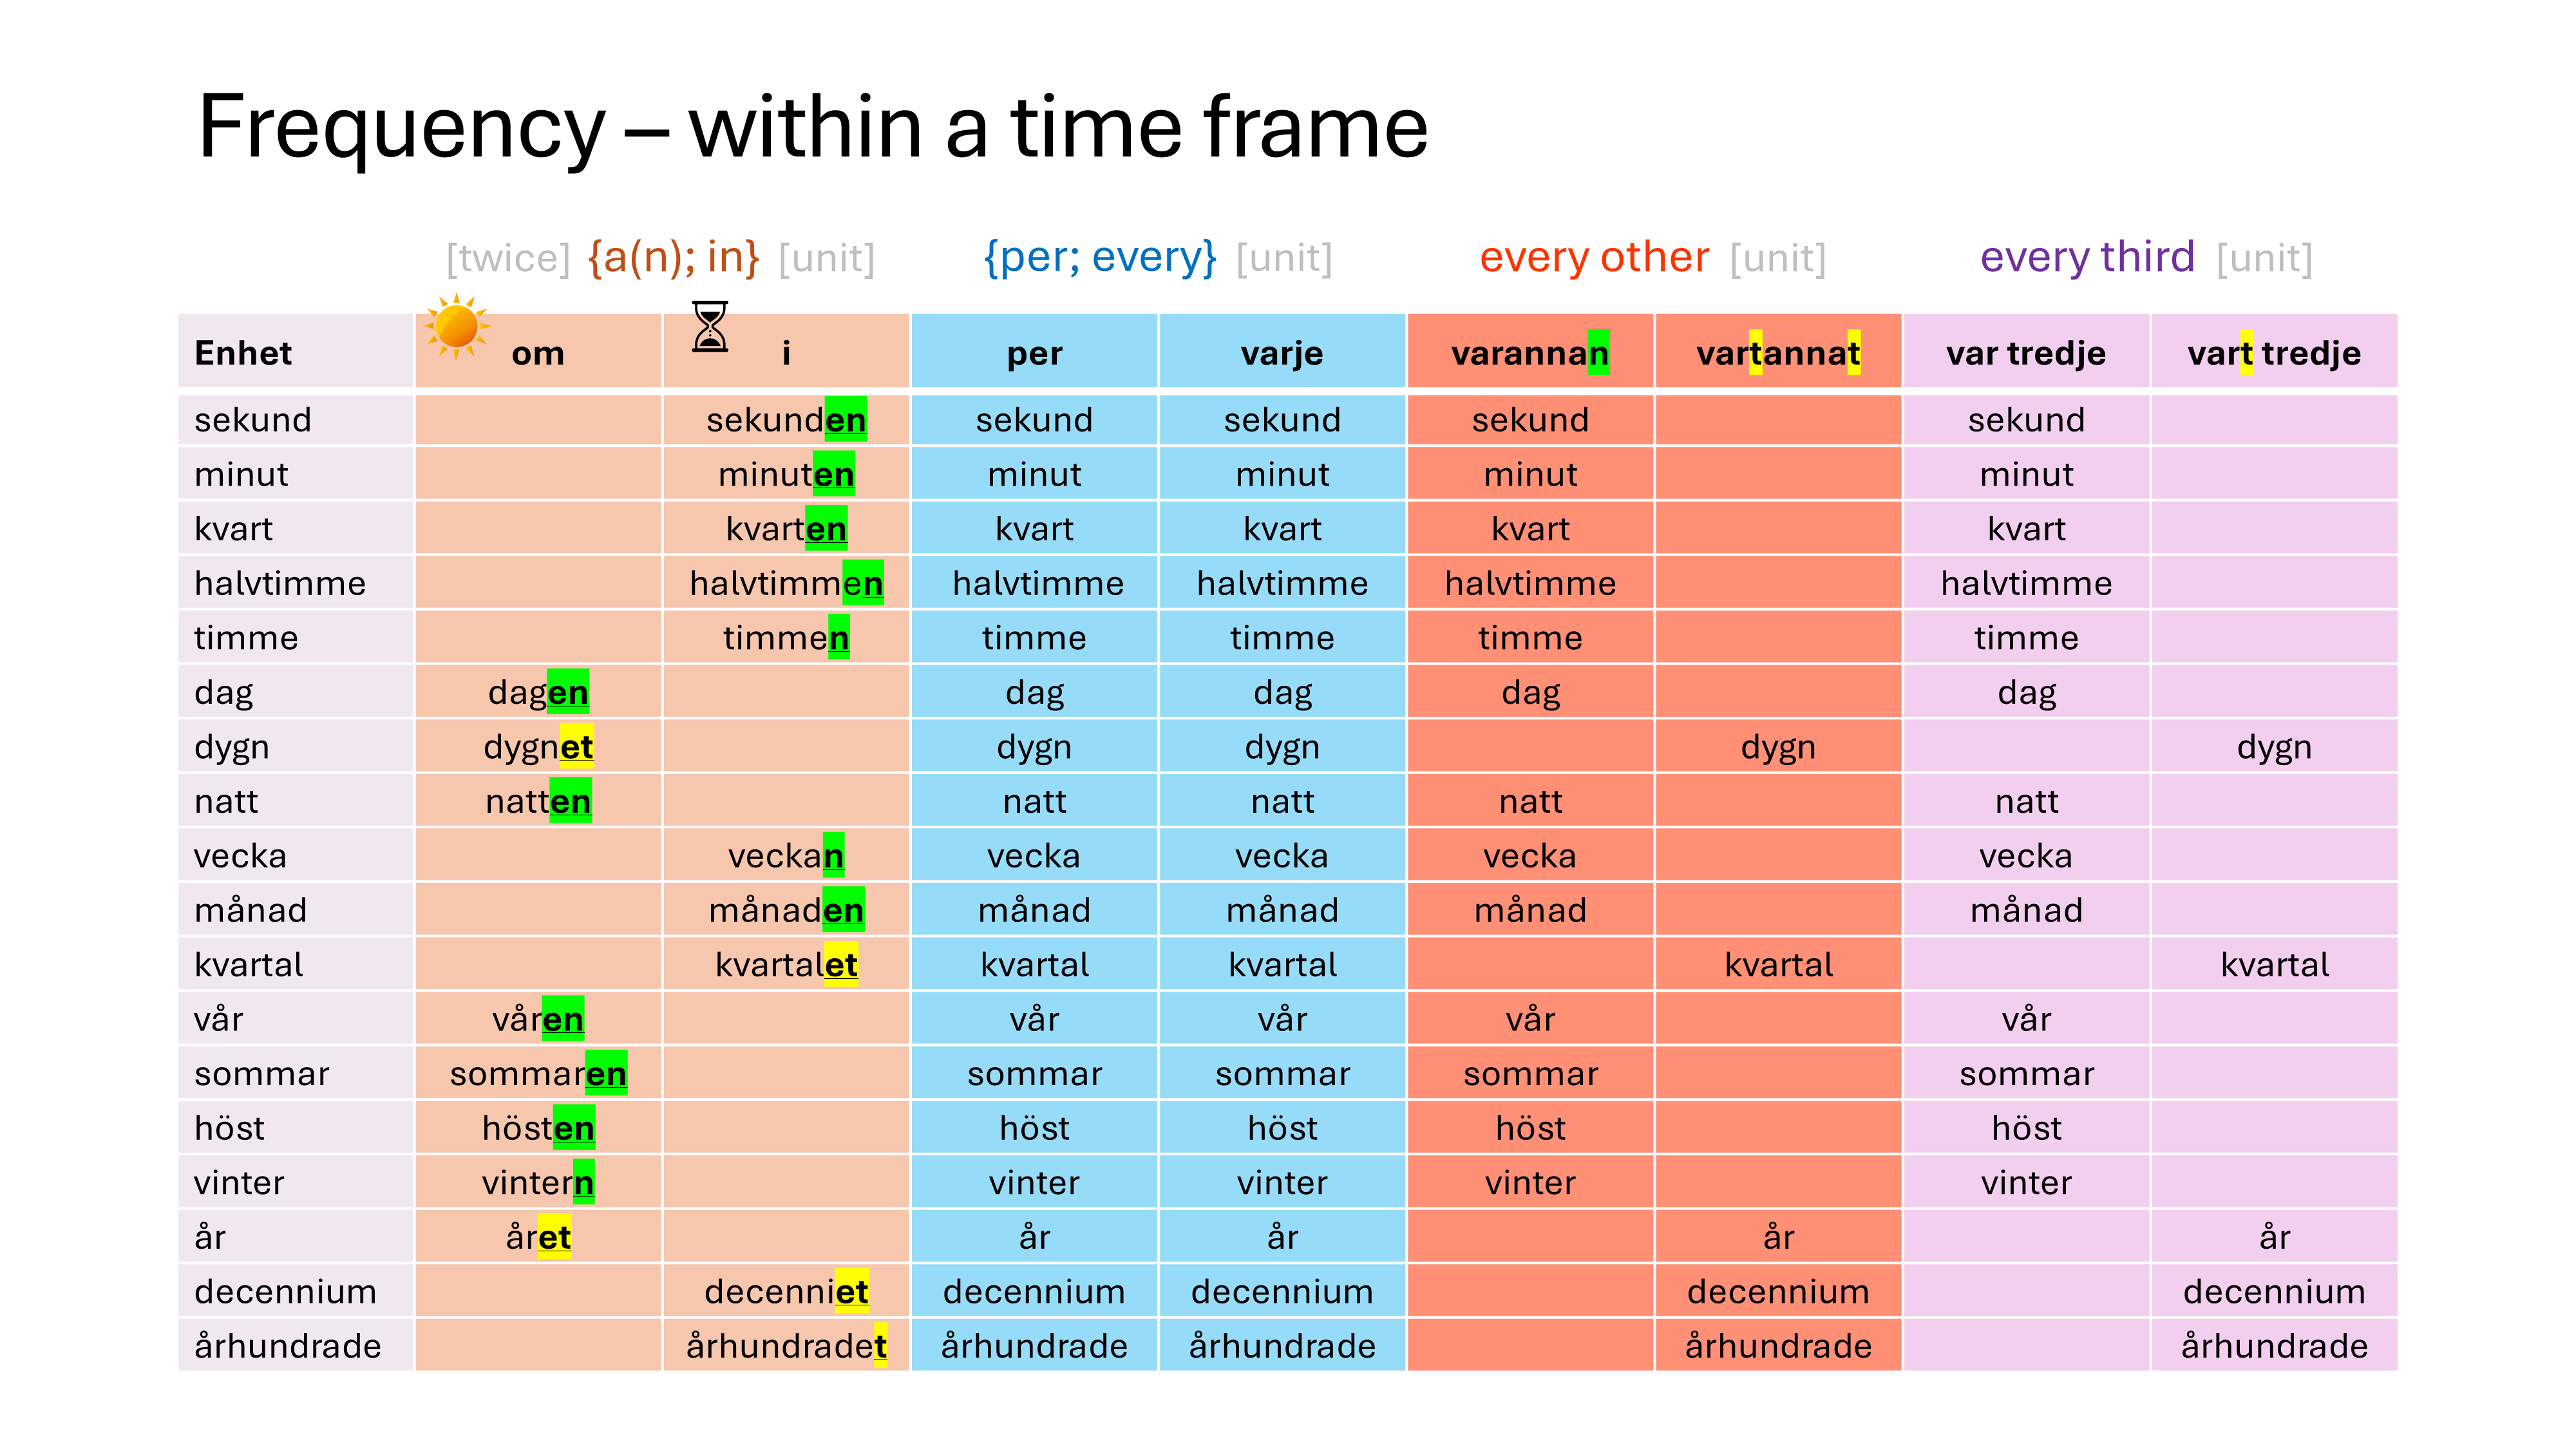 Frequency – within a time frame
[twice] {a(n); in} [unit] {per; every} [unit] every other [unit] every third [unit]
Enhet om i per varje varannan vartannat var tredje vart tredje
sekund sekunden sekund sekund sekund sekund
minut minuten minut minut minut minut
kvart kvarten kvart kvart kvart kvart
halvtimme halvtimmen halvtimme halvtimme halvtimme halvtimme
timme timmen timme timme timme timme
dag dagen dag dag dag dag
dygn dygnet dygn dygn dygn dygn
natt natten natt natt natt natt
vecka veckan vecka vecka vecka vecka
månad månaden månad månad månad månad
kvartal kvartalet kvartal kvartal kvartal kvartal
vår våren vår vår vår vår
sommar sommaren sommar sommar sommar sommar
höst hösten höst höst höst höst
vinter vintern vinter vinter vinter vinter
år året år år år år
decennium decenniet decennium decennium decennium decennium
århundrade århundradet århundrade århundrade århundrade århundrade